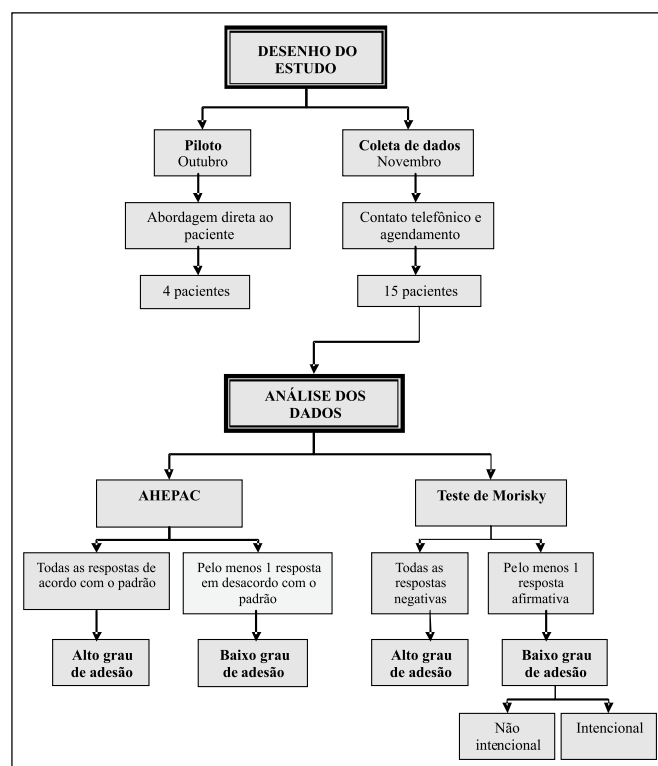 DESENHO DO
ESTUDO
Piloto
Outubro
Coleta de dados
Novembro
Abordagem direta ao
paciente
Contato telefônico e
agendamento
4 pacientes
15 pacientes
ANÁLISE DOS
DADOS
AHEPAC
Teste de Morisky
Todas as respostas de
acordo com o padrão
Pelo menos 1 resposta
em desacordo com o
padrão
Todas as
respostas
negativas
Pelo menos 1
resposta
afirmativa
Alto grau
de adesão
Baixo grau
de adesão
Alto grau
de adesão
Baixo grau
de adesão
Não
intencional
Intencional